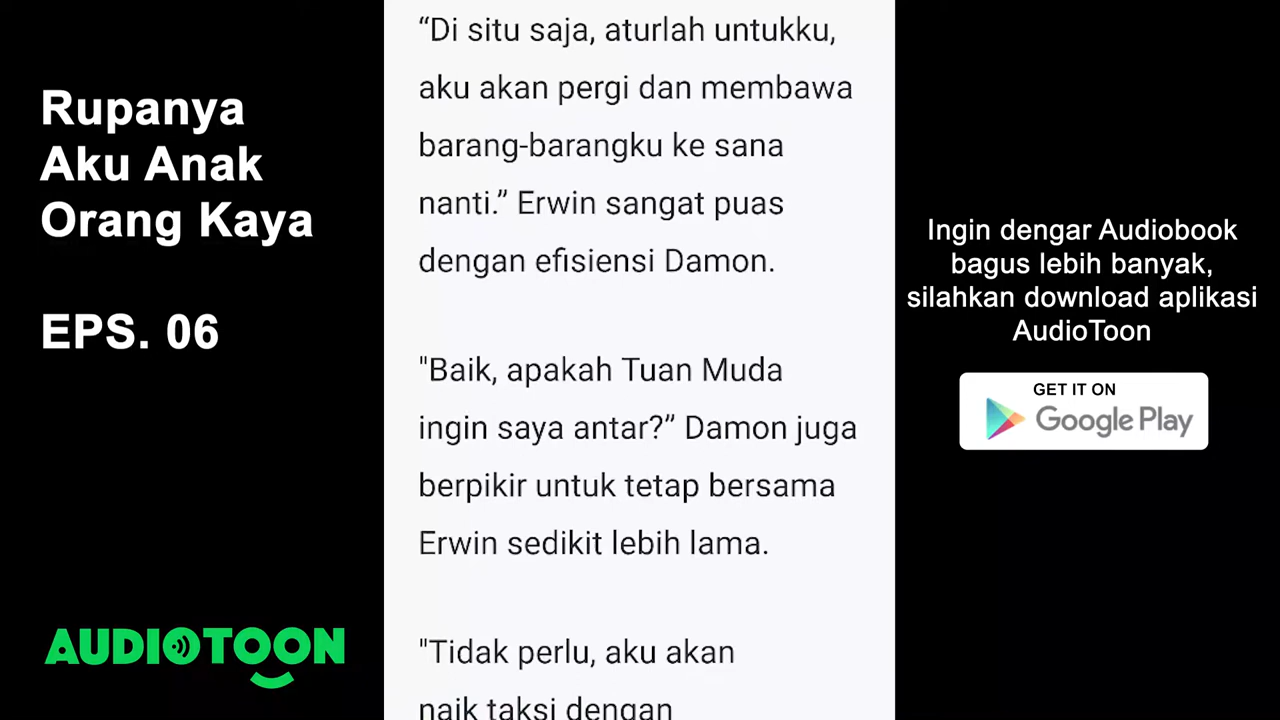 Rupanya
Aku Anak
Orang Kaya
EPS. 06
AUDIOTOON
“Di situ saja, aturlah untukku,
aku akan pergi dan membawa
barang-barangku ke sana
nanti.” Erwin sangat puas
dengan efisiensi Damon.
"Baik, apakah Tuan Muda
ingin saya antar?” Damon juga
berpikir untuk tetap bersama
Erwin sedikit lebih lama.
"Tidak perlu, aku akan
naik taksi dengan
Ingin dengar Audiobook
bagus lebih banyak,
silahkan download aplikasi
AudioToon
GET IT ON
Google Play